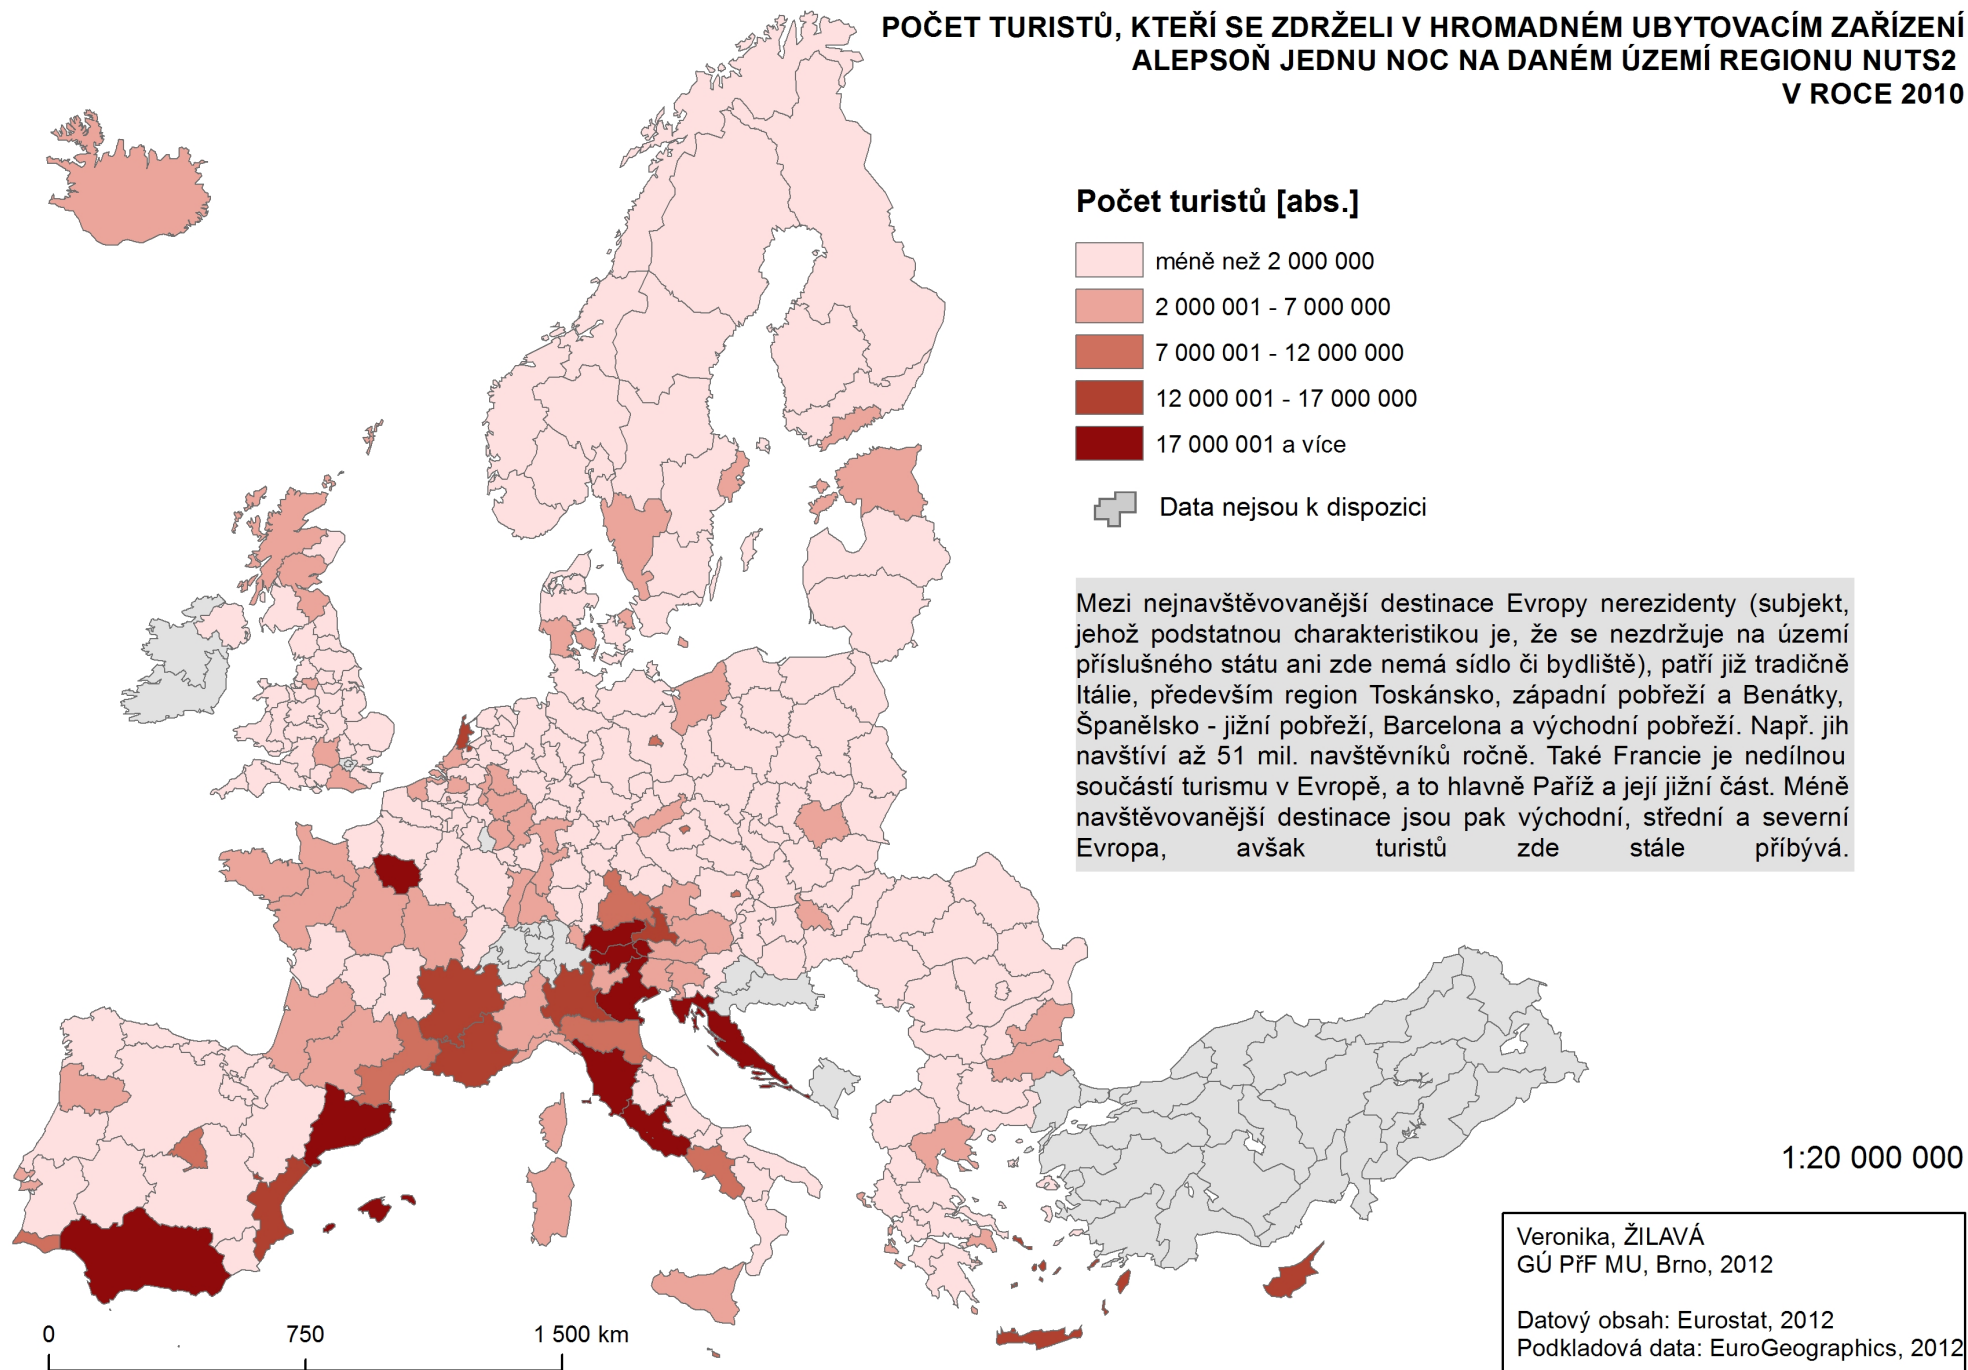 POČET TURISTŮ, KTEŘÍ SE ZDRŽELI V HROMADNÉM UBYTOVACÍM ZAŘÍZENÍ
ALEPSOŇ JEDNU NOC NA DANÉM ÚZEMÍ REGIONU NUTS2
V ROCE 2010
Počet turistů [abs.]
méně než 2 000 000
2 000 001 - 7 000 000
7 000 001 - 12 000 000
12 000 001 - 17 000 000
17 000 001 a více
Data nejsou k dispozici
Mezi nejnavštěvovanější destinace Evropy nerezidenty (subjekt,
jehož podstatnou charakteristikou je, že se nezdržuje na území
příslušného státu ani zde nemá sídlo či bydliště), patří již tradičně
Itálie, především region Toskánsko, západní pobřeží a Benátky,
Španělsko - jižní pobřeží, Barcelona a východní pobřeží. Např. jih
navštíví až 51 mil. navštěvníků ročně. Také Francie je nedílnou
součástí turismu v Evropě, a to hlavně Paříž a její jižní část. Méně
navštěvovanější destinace jsou pak východní, střední a severní
Evropa, avšak turistů zde stále příbývá.
1:20 000 000
Veronika, ŽILAVÁ
GÚ PřF MU, Brno, 2012
Datový obsah: Eurostat, 2012
Podkladová data: EuroGeographics, 2012
0 750 1 500 km